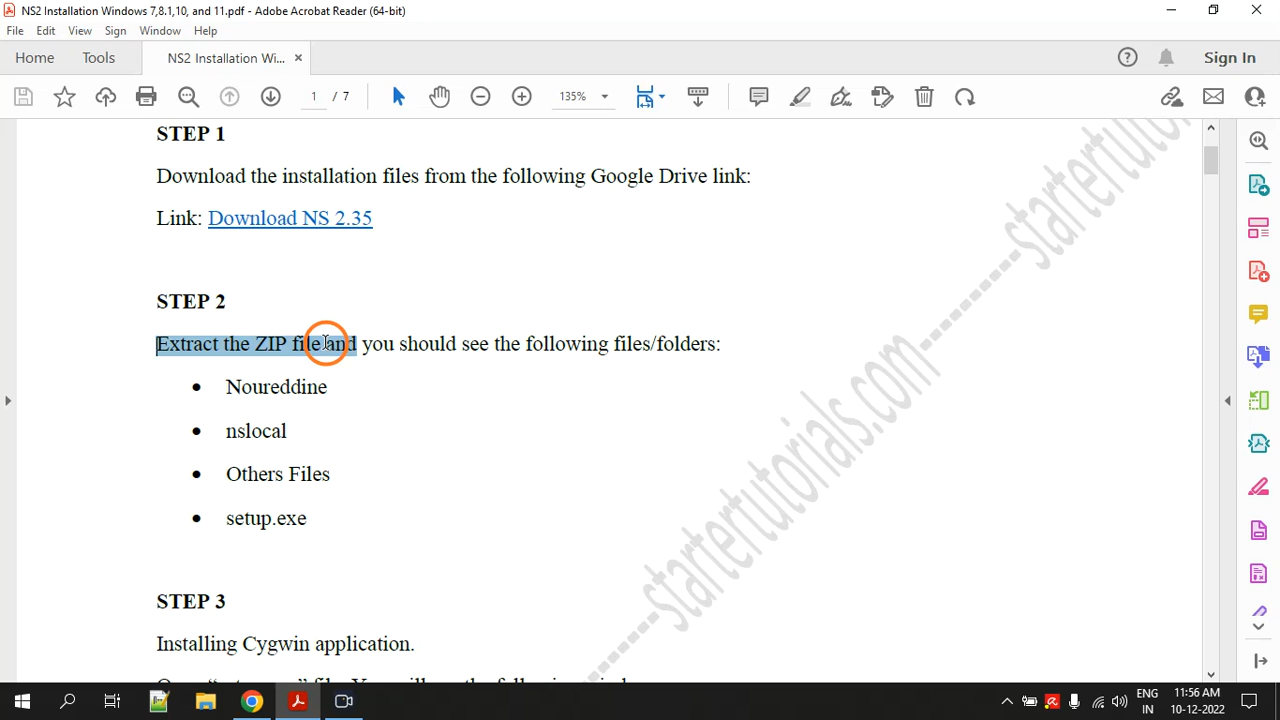 NS2 Installation Windows 7,8.1,10, and 11.pdf - Adobe Acrobat Reader (64-bit)
File Edit View Sign Window Help
Home Tools NS2 Installation Wi... × Sign In
1 / 7 135%
STEP 1
Download the installation files from the following Google Drive link:
Link: Download NS 2.35
STEP 2
Extract the ZIP file and you should see the following files/folders:
• Noureddine
• nslocal
• Others Files
• setup.exe
STEP 3
Installing Cygwin application.
startertutorials.com
ENG 11:56 AM
IN 10-12-2022